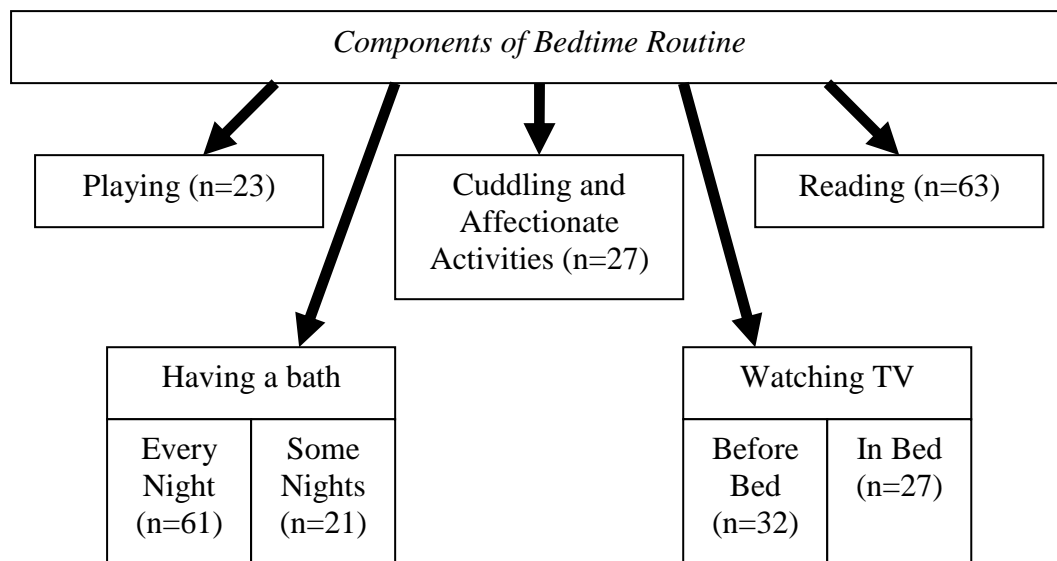 Components of Bedtime Routine
Playing (n=23)
Cuddling and
Affectionate
Activities (n=27)
Reading (n=63)
Having a bath
Every
Night
(n=61)
Some
Nights
(n=21)
Watching TV
Before
Bed
(n=32)
In Bed
(n=27)